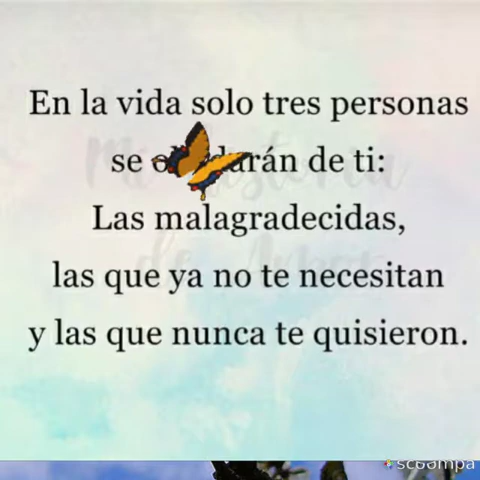 En la vida solo tres personas
se de ti:
Las malagradecidas,
las que ya no te necesitan
y las que nunca te quisieron.
scoompa